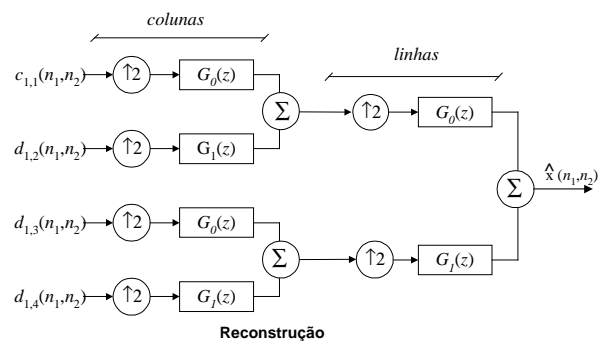 colunas
linhas
c1,1(n1,n2) ↑2 G0(z)
Σ ↑2 G0(z)
d1,2(n1,n2) ↑2 G1(z)
Σ x̂(n1,n2)
d1,3(n1,n2) ↑2 G0(z)
Σ ↑2 G1(z)
d1,4(n1,n2) ↑2 G1(z)
Reconstrução